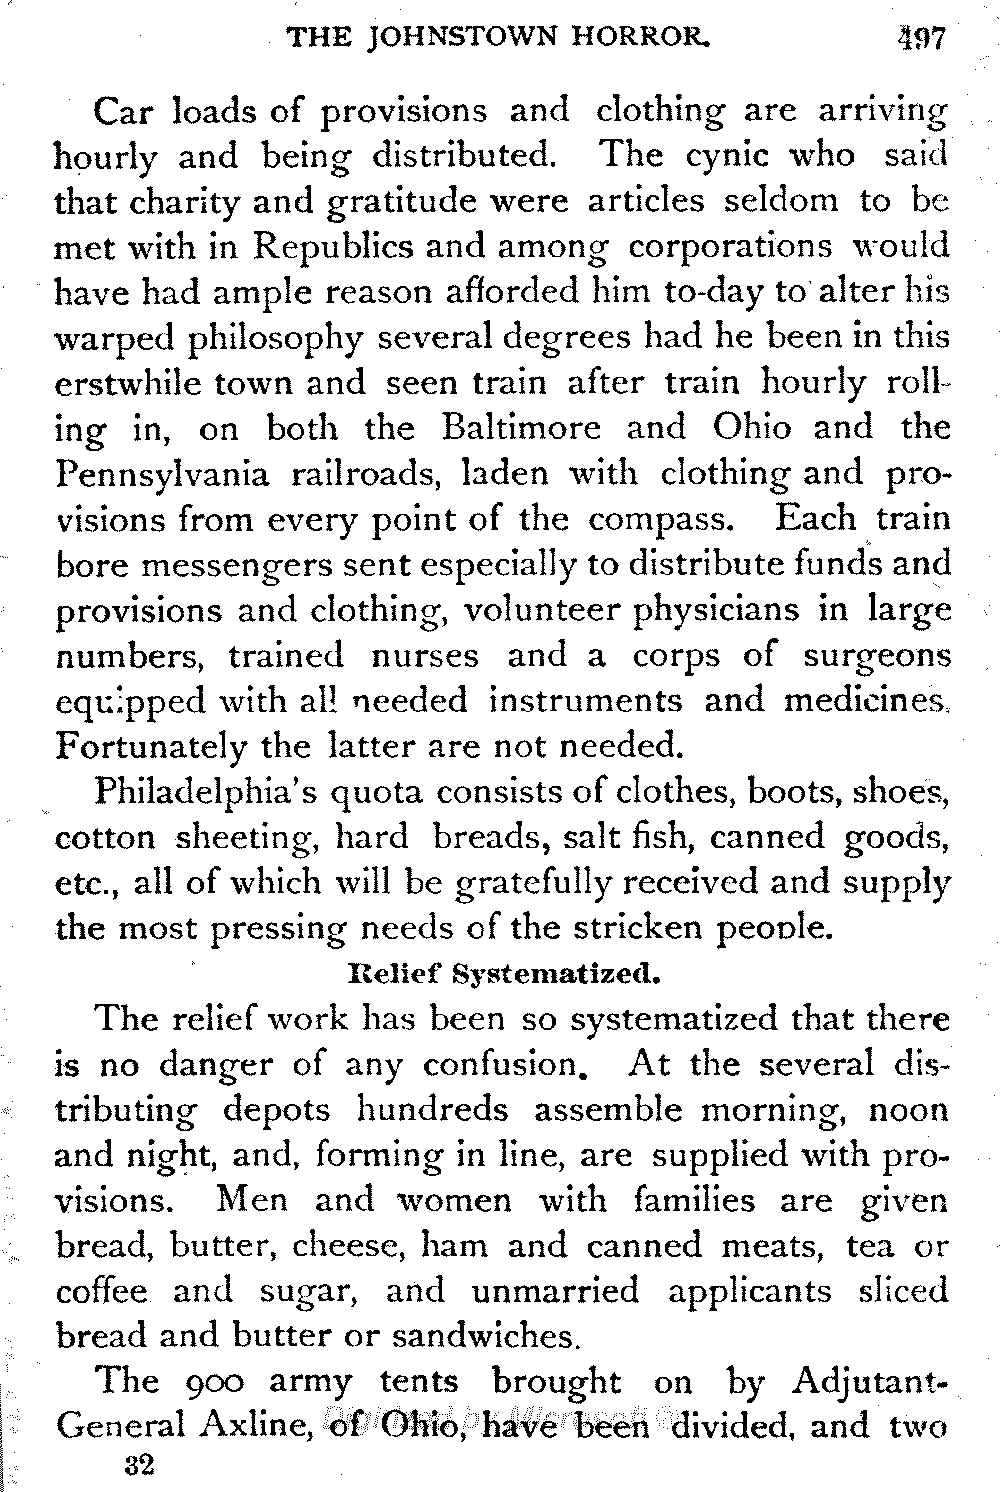 THE JOHNSTOWN HORROR. 497
Car loads of provisions and clothing are arriving
hourly and being distributed. The cynic who said
that charity and gratitude were articles seldom to be
met with in Republics and among corporations would
have had ample reason afforded him to-day to alter his
warped philosophy several degrees had he been in this
erstwhile town and seen train after train hourly roll-
ing in, on both the Baltimore and Ohio and the
Pennsylvania railroads, laden with clothing and pro-
visions from every point of the compass. Each train
bore messengers sent especially to distribute funds and
provisions and clothing, volunteer physicians in large
numbers, trained nurses and a corps of surgeons
equipped with all needed instruments and medicines.
Fortunately the latter are not needed.
Philadelphia's quota consists of clothes, boots, shoes,
cotton sheeting, hard breads, salt fish, canned goods,
etc., all of which will be gratefully received and supply
the most pressing needs of the stricken people.
Relief Systematized.
The relief work has been so systematized that there
is no danger of any confusion. At the several dis-
tributing depots hundreds assemble morning, noon
and night, and, forming in line, are supplied with pro-
visions. Men and women with families are given
bread, butter, cheese, ham and canned meats, tea or
coffee and sugar, and unmarried applicants sliced
bread and butter or sandwiches.
The 900 army tents brought on by Adjutant-
General Axline, of Ohio, have been divided, and two
32